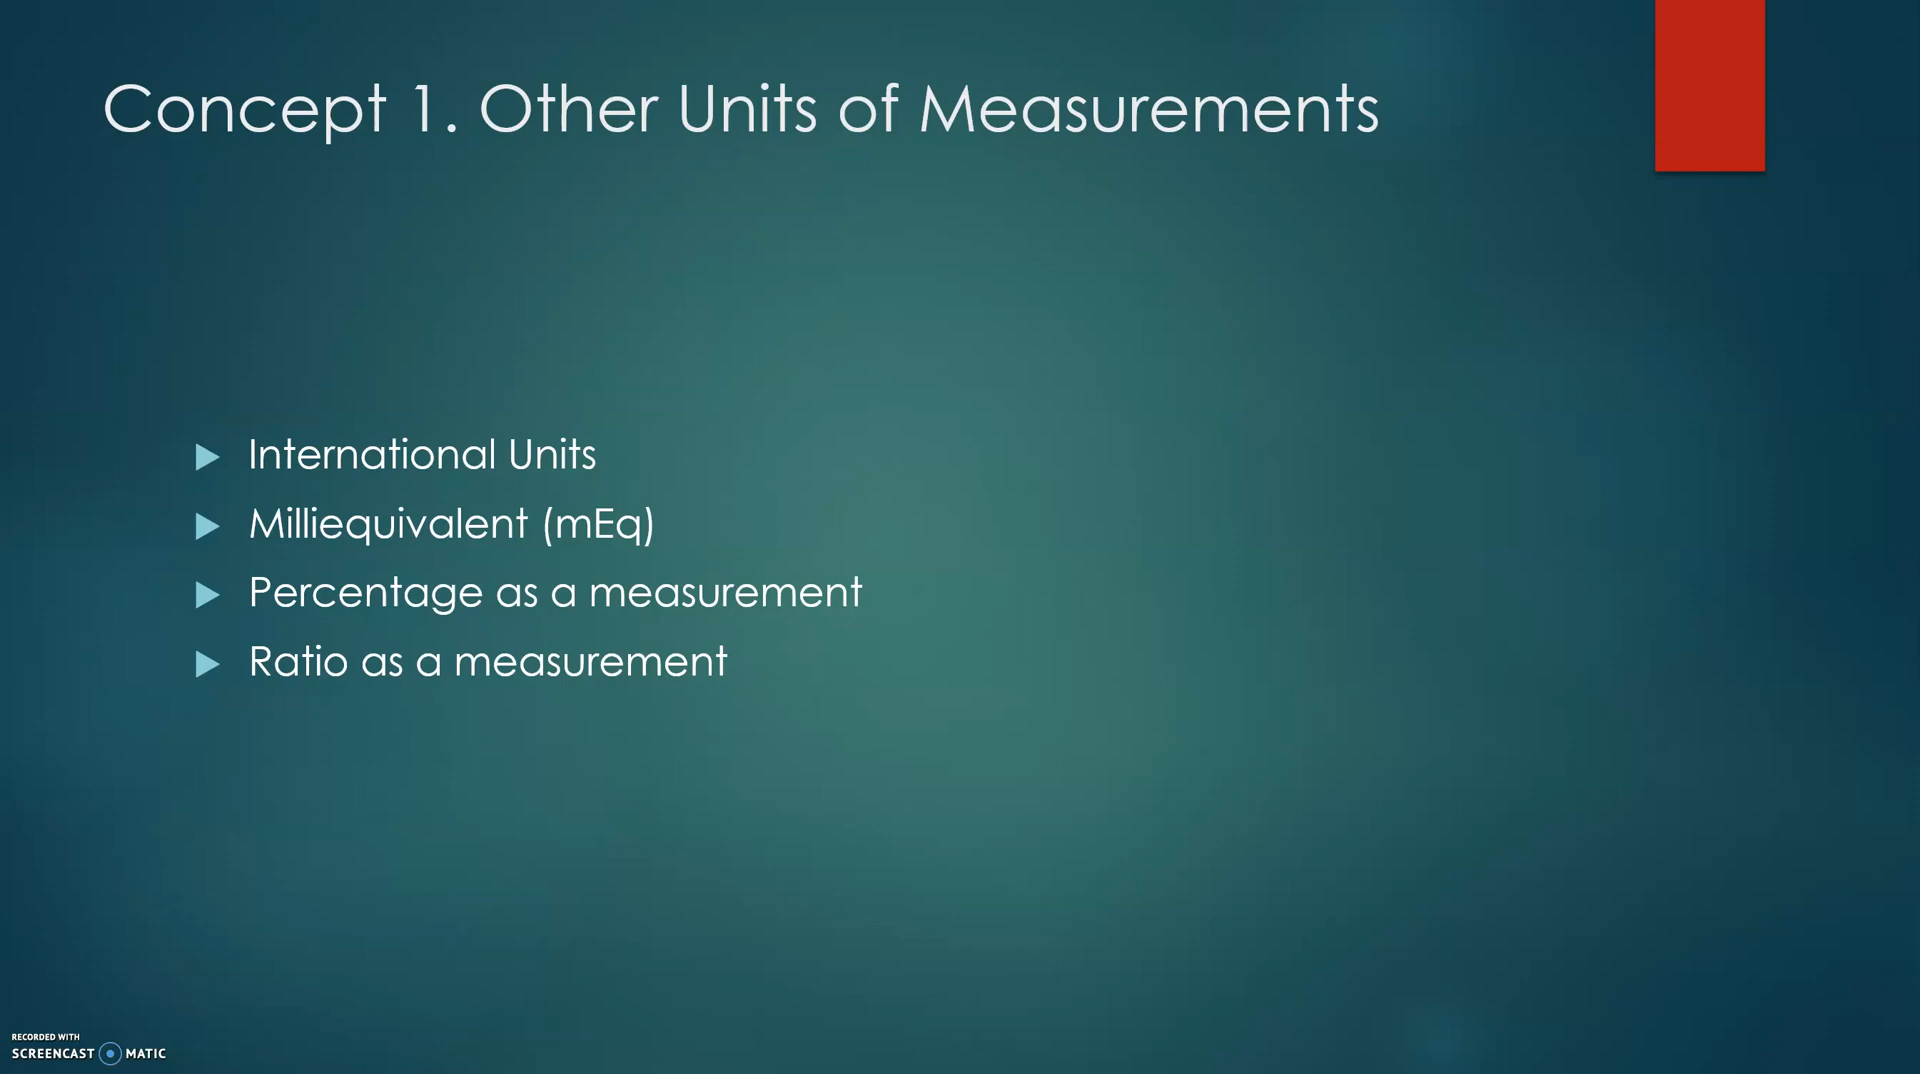 Concept 1. Other Units of Measurements
International Units
Milliequivalent (mEq)
Percentage as a measurement
Ratio as a measurement
RECORDED WITH
SCREENCAST MATIC